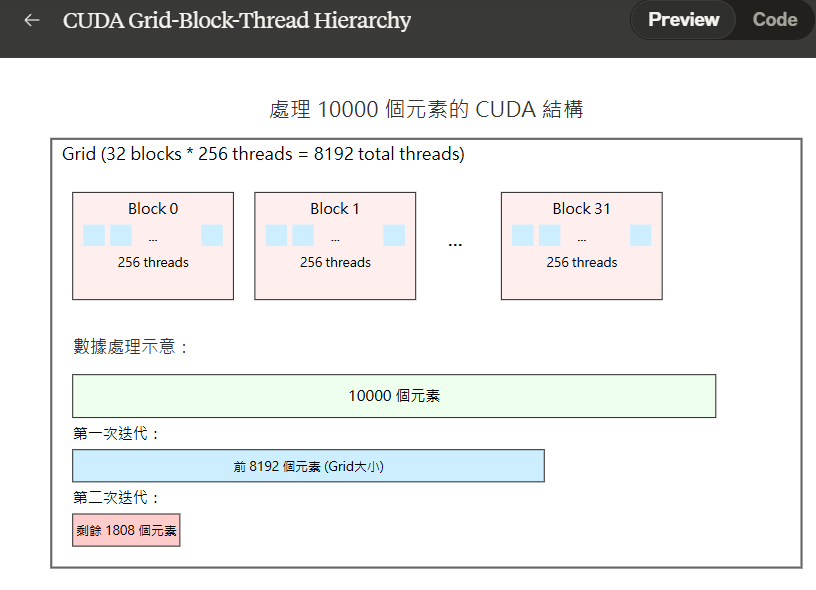 ← CUDA Grid-Block-Thread Hierarchy Preview Code
處理 10000 個元素的 CUDA 結構
Grid (32 blocks * 256 threads = 8192 total threads)
Block 0 Block 1 Block 31
... ... ... ...
256 threads 256 threads 256 threads
數據處理示意：
10000 個元素
第一次迭代：
前 8192 個元素 (Grid大小)
第二次迭代：
剩餘 1808 個元素